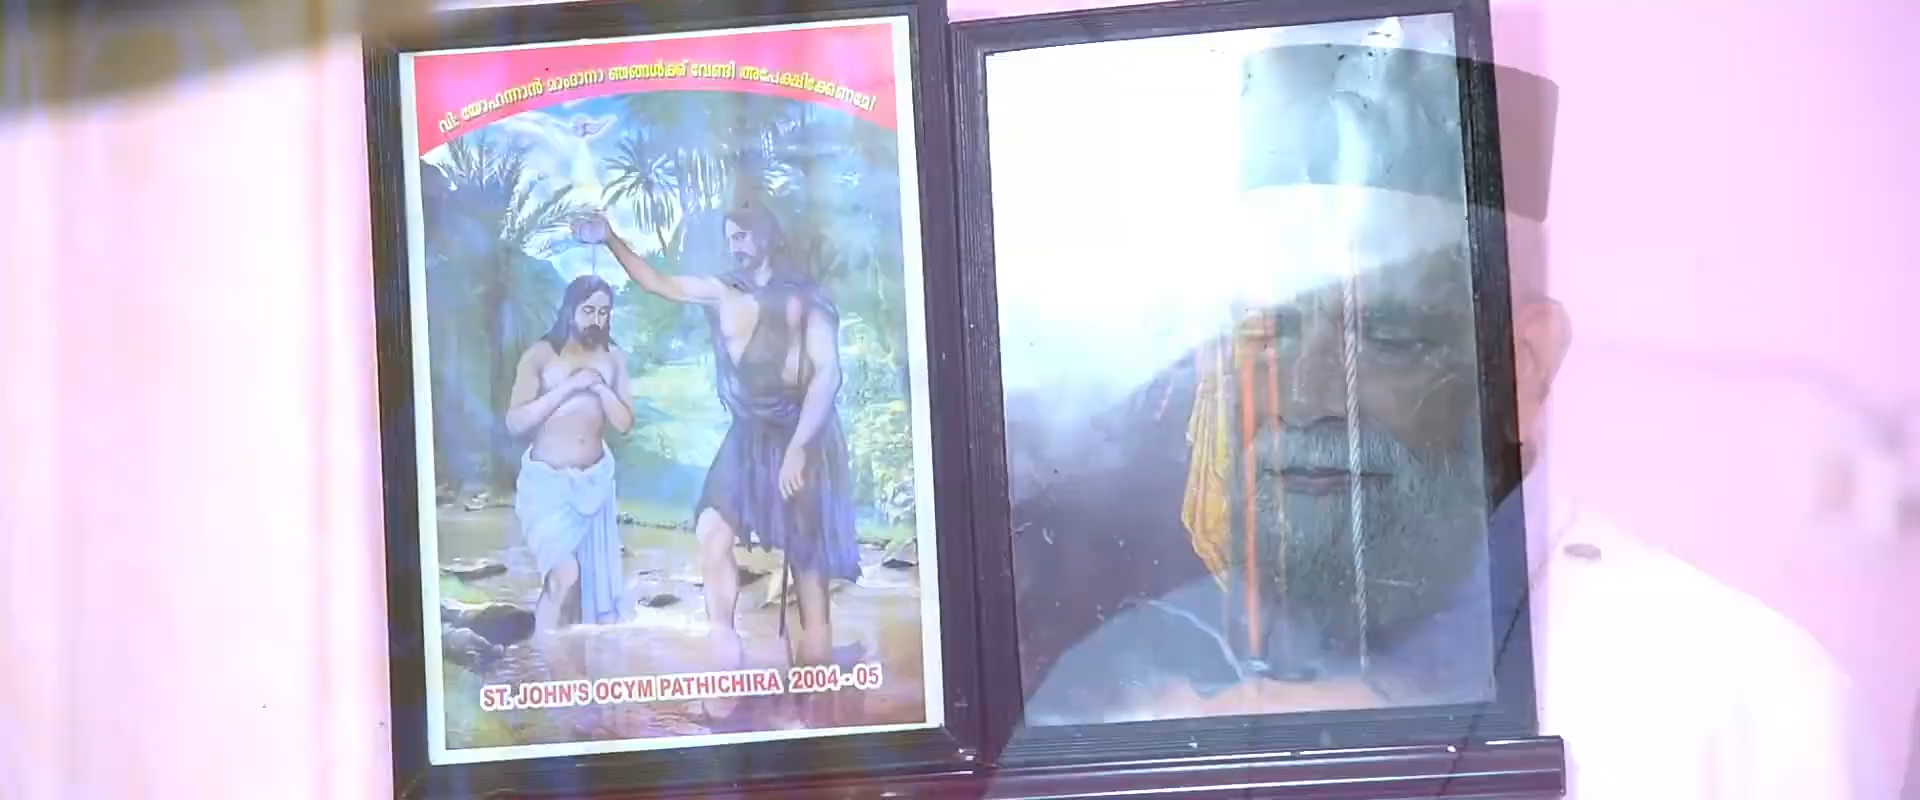 വി: യോഹന്നാൻ മാംദാനാ ഞങ്ങൾക്ക് വേണ്ടി അപേക്ഷിക്കേണമേ!
ST. JOHN'S OCYM PATHICHIRA 2004 - 05